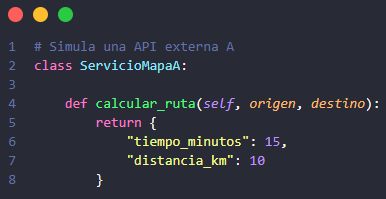 1 # Simula una API externa A
2 class ServicioMapaA:
3
4     def calcular_ruta(self, origen, destino):
5         return {
6             "tiempo_minutos": 15,
7             "distancia_km": 10
8         }